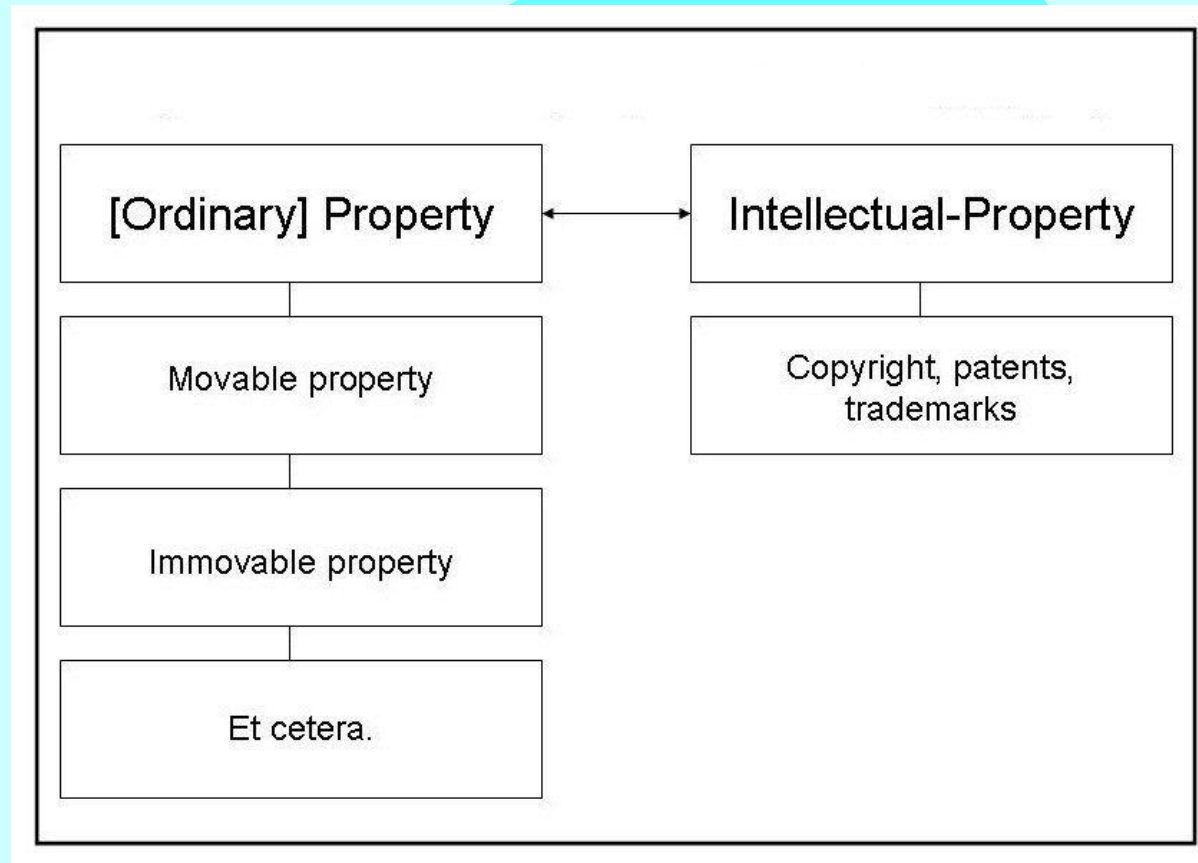 [Ordinary] Property
Intellectual-Property
Movable property
Copyright, patents,
trademarks
Immovable property
Et cetera.